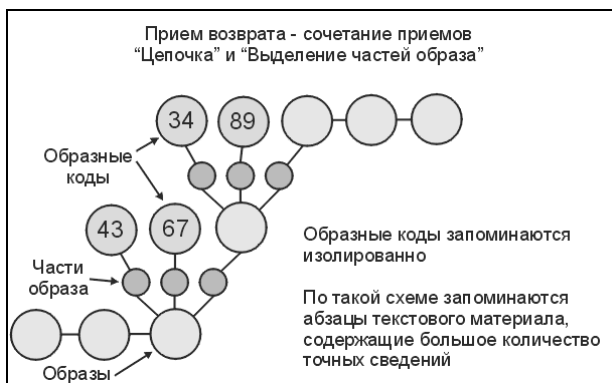 Прием возврата - сочетание приемов
“Цепочка” и “Выделение частей образа”
34 89
Образные
коды
43 67
Части
образа
Образы
Образные коды запоминаются
изолированно
По такой схеме запоминаются
абзацы текстового материала,
содержащие большое количество
точных сведений